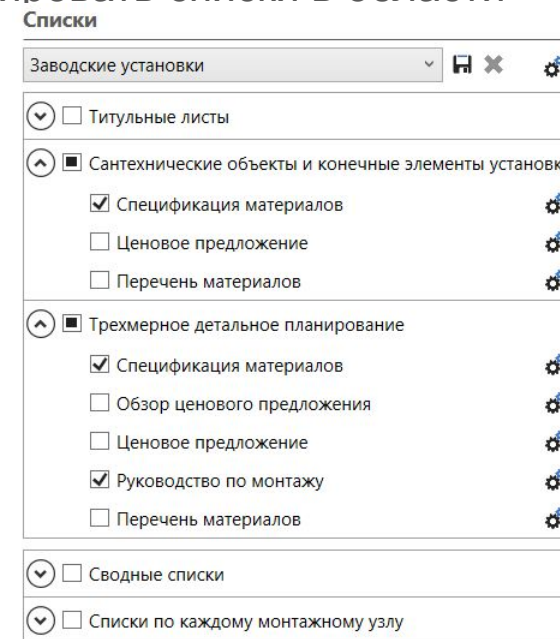 списки в области
Списки
Заводские установки
Титульные листы
Сантехнические объекты и конечные элементы установк
Спецификация материалов
Ценовое предложение
Перечень материалов
Трехмерное детальное планирование
Спецификация материалов
Обзор ценового предложения
Ценовое предложение
Руководство по монтажу
Перечень материалов
Сводные списки
Списки по каждому монтажному узлу